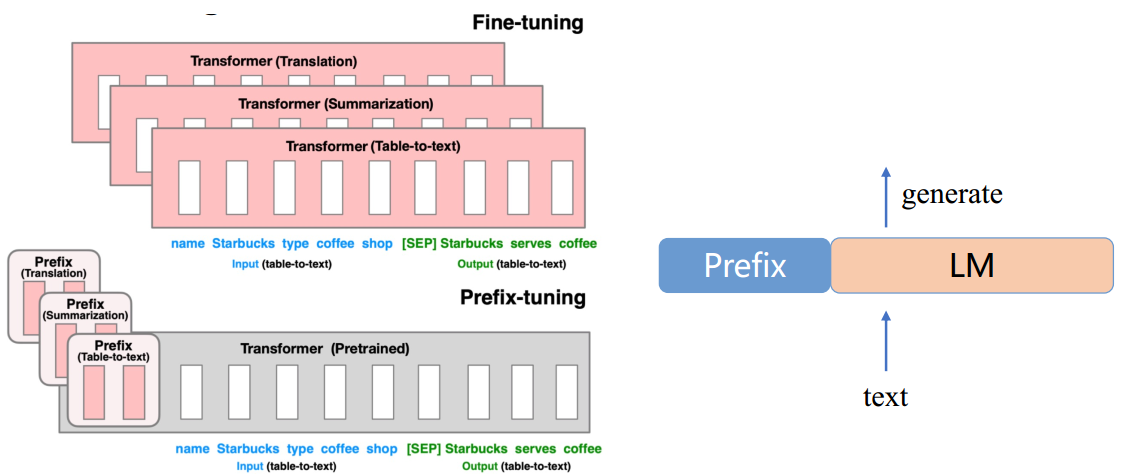 Fine-tuning
Transformer (Translation)
Transformer (Summarization)
Transformer (Table-to-text)
name Starbucks type coffee shop [SEP] Starbucks serves coffee
Input (table-to-text) Output (table-to-text)
Prefix
(Translation)
Prefix
(Summarization)
Prefix
(Table-to-text)
Prefix-tuning
Transformer (Pretrained)
name Starbucks type coffee shop [SEP] Starbucks serves coffee
Input (table-to-text) Output (table-to-text)
generate
Prefix LM
text